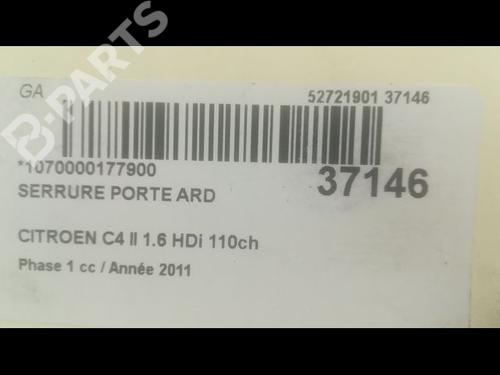 B-PARTS
GA
52721901 37146
*1070000177900
37146
SERRURE PORTE ARD
CITROEN C4 II 1.6 HDi 110ch
Phase 1 cc / Année 2011